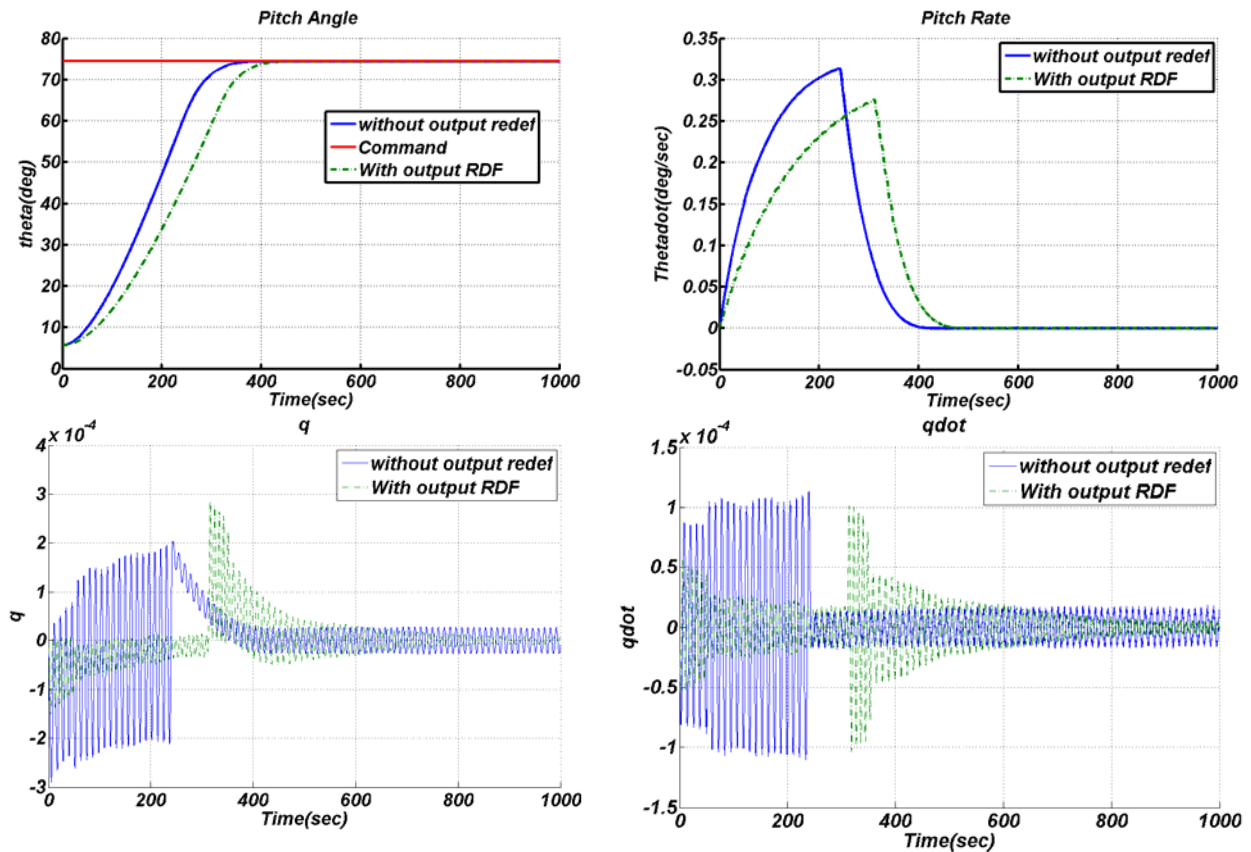 Pitch Angle
80
70
60
50
40
30
20
10
0
theta(deg)
without output redef
Command
With output RDF
0 200 400 600 800 1000
Time(sec)
Pitch Rate
0.35
0.3
0.25
0.2
0.15
0.1
0.05
0
-0.05
Thetadot(deg/sec)
without output redef
With output RDF
0 200 400 600 800 1000
Time(sec)
q
4 x 10^-4
3
2
1
0
-1
-2
-3
q
without output redef
With output RDF
0 200 400 600 800 1000
Time(sec)
qdot
1.5 x 10^-4
1
0.5
0
-0.5
-1
-1.5
qdot
without output redef
With output RDF
0 200 400 600 800 1000
Time(sec)